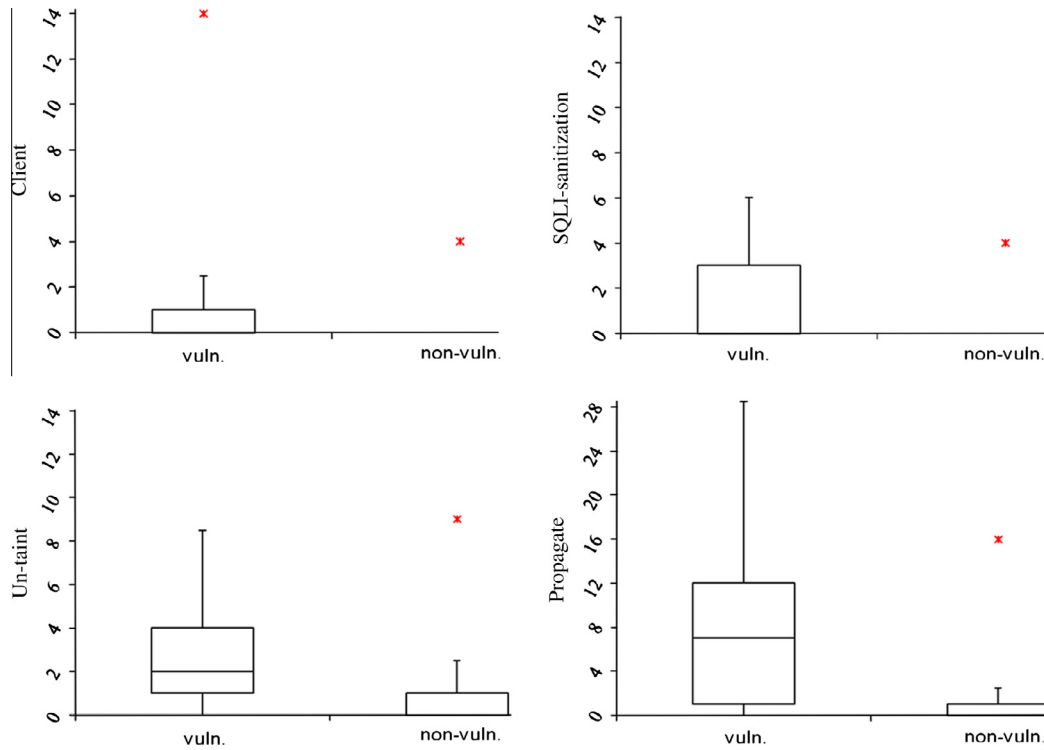 Client
14
12
10
8
6
4
2
0
vuln.
non-vuln.
SQLI-sanitization
14
12
10
8
6
4
2
0
vuln.
non-vuln.
Un-taint
14
12
10
8
6
4
2
0
vuln.
non-vuln.
Propagate
28
24
20
16
12
8
4
0
vuln.
non-vuln.